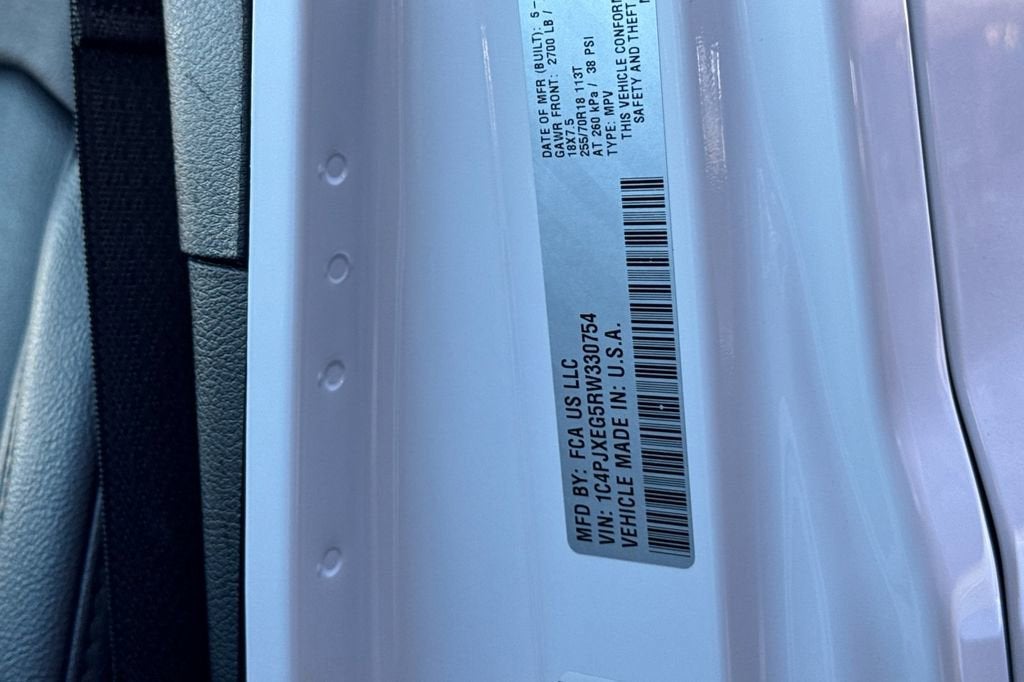 MFD BY: FCA US LLC
VIN: 1C4PJXEG5RW330754
VEHICLE MADE IN: U.S.A.
DATE OF MFR (BUILT): 5-
GAWR FRONT: 2700 LB /
18X7.5
255/70R18 113T
AT 260 kPa / 38 PSI
TYPE: MPV
THIS VEHICLE CONFOR
SAFETY AND THEFT